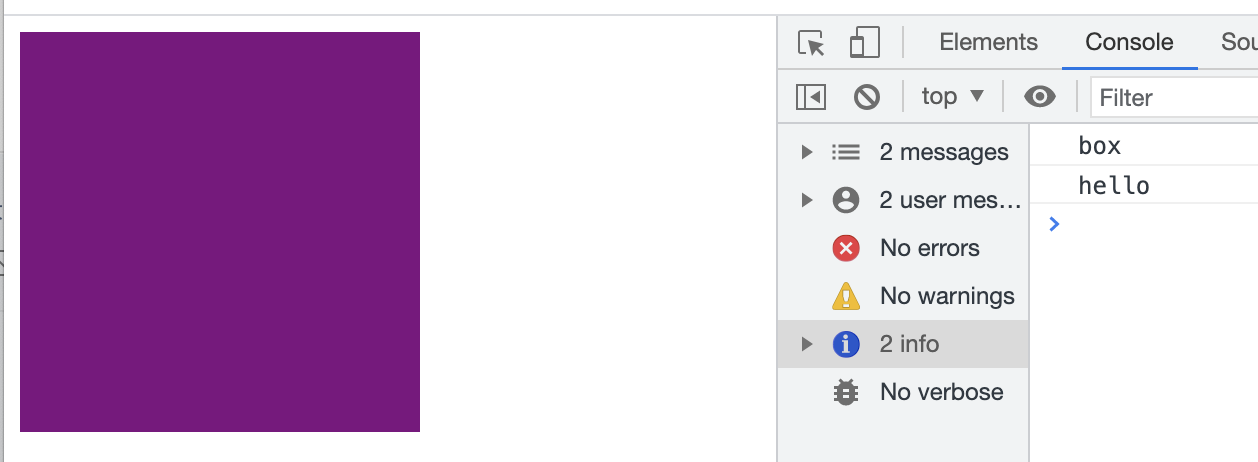 Elements Console
top ▼ Filter
2 messages
2 user mes…
No errors
No warnings
2 info
No verbose
box
hello
>